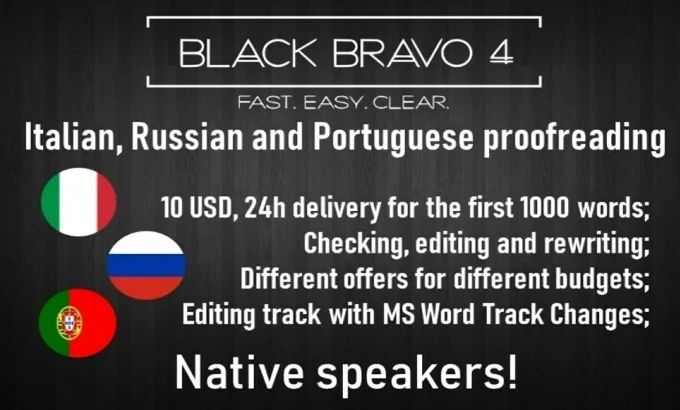 BLACK BRAVO 4
FAST. EASY. CLEAR.
Italian, Russian and Portuguese proofreading
10 USD, 24h delivery for the first 1000 words;
Checking, editing and rewriting;
Different offers for different budgets;
Editing track with MS Word Track Changes;
Native speakers!